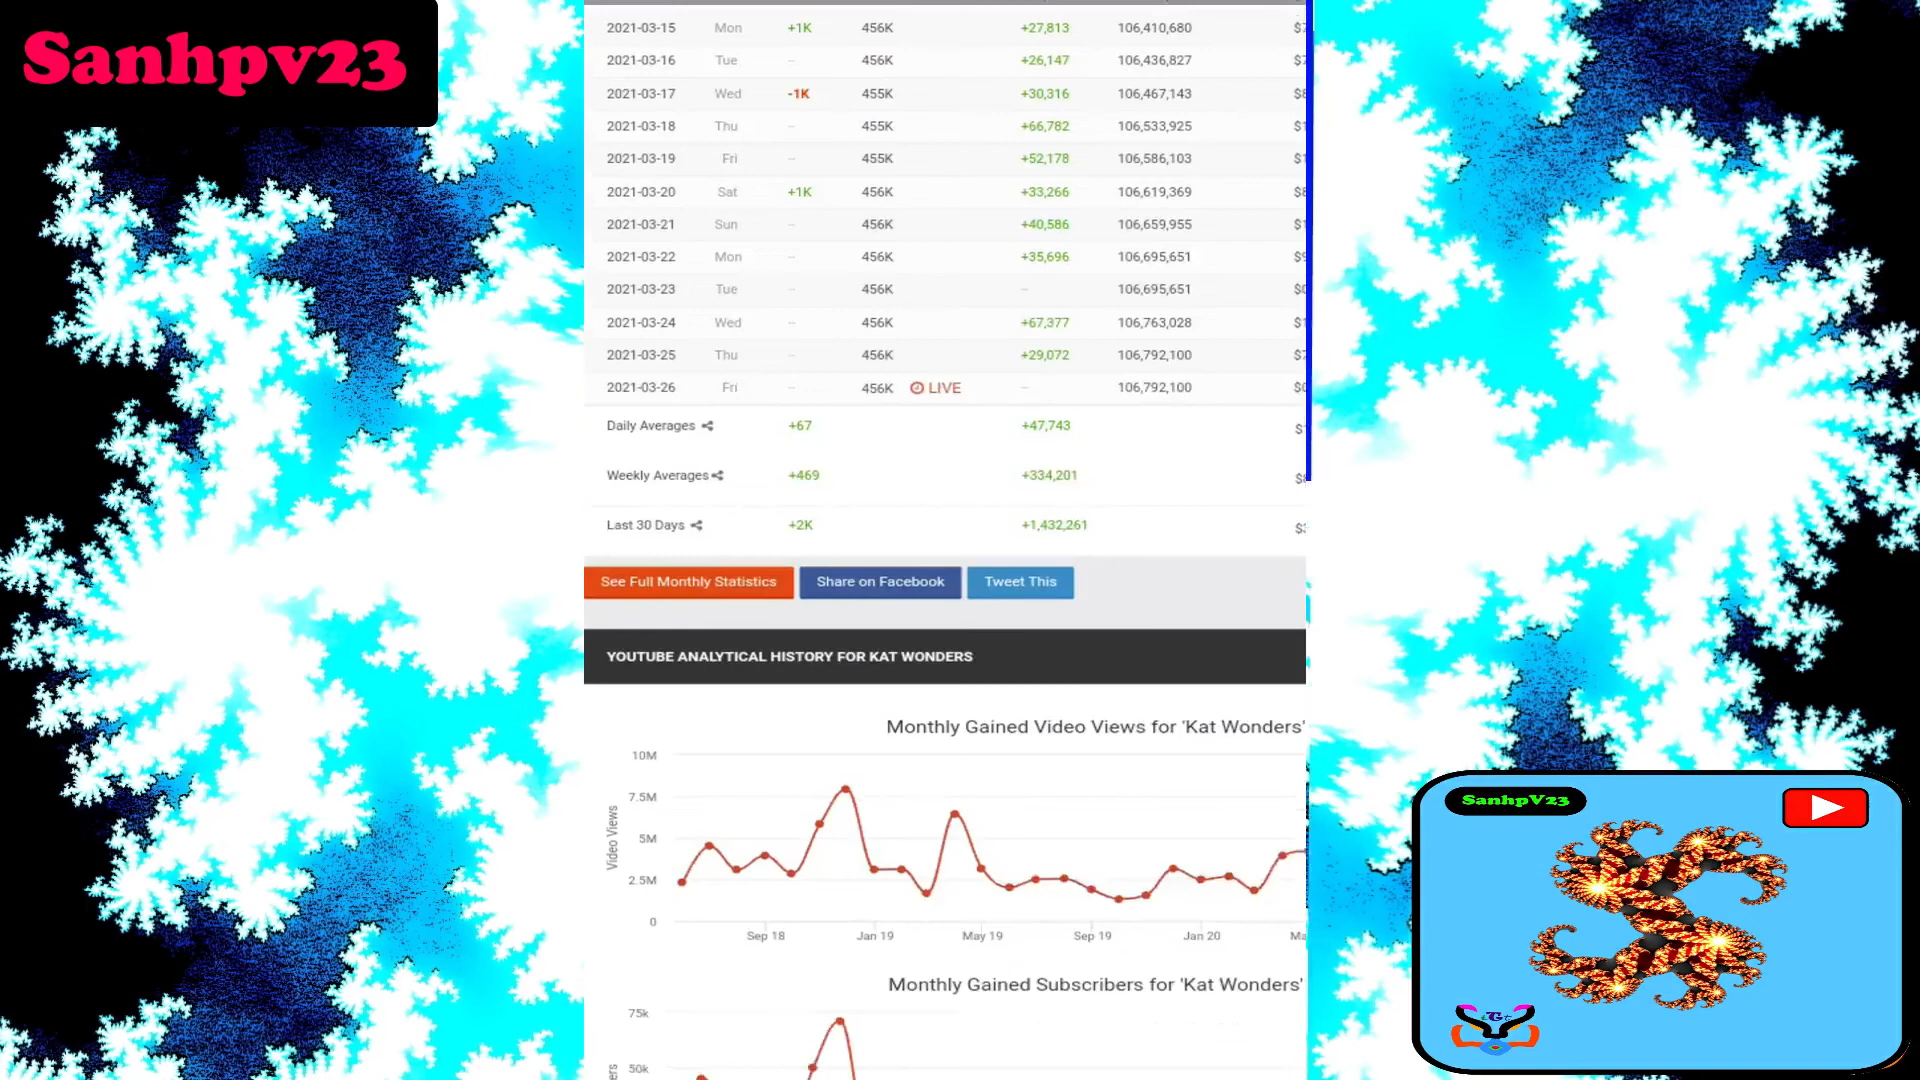 Sanhpv23
2021-03-15 Mon +1K 456K +27,813 106,410,680
2021-03-16 Tue -- 456K +26,147 106,436,827
2021-03-17 Wed -1K 455K +30,316 106,467,143
2021-03-18 Thu -- 455K +66,782 106,533,925
2021-03-19 Fri -- 455K +52,178 106,586,103
2021-03-20 Sat +1K 456K +33,266 106,619,369
2021-03-21 Sun -- 456K +40,586 106,659,955
2021-03-22 Mon -- 456K +35,696 106,695,651
2021-03-23 Tue -- 456K -- 106,695,651
2021-03-24 Wed -- 456K +67,377 106,763,028
2021-03-25 Thu -- 456K +29,072 106,792,100
2021-03-26 Fri -- 456K LIVE -- 106,792,100
Daily Averages +67 +47,743
Weekly Averages +469 +334,201
Last 30 Days +2K +1,432,261
See Full Monthly Statistics Share on Facebook Tweet This
YOUTUBE ANALYTICAL HISTORY FOR KAT WONDERS
Monthly Gained Video Views for 'Kat Wonders'
10M
7.5M
5M
2.5M
0
Video Views
Sep 18 Jan 19 May 19 Sep 19 Jan 20
Monthly Gained Subscribers for 'Kat Wonders'
75k
50k
SanhpV23